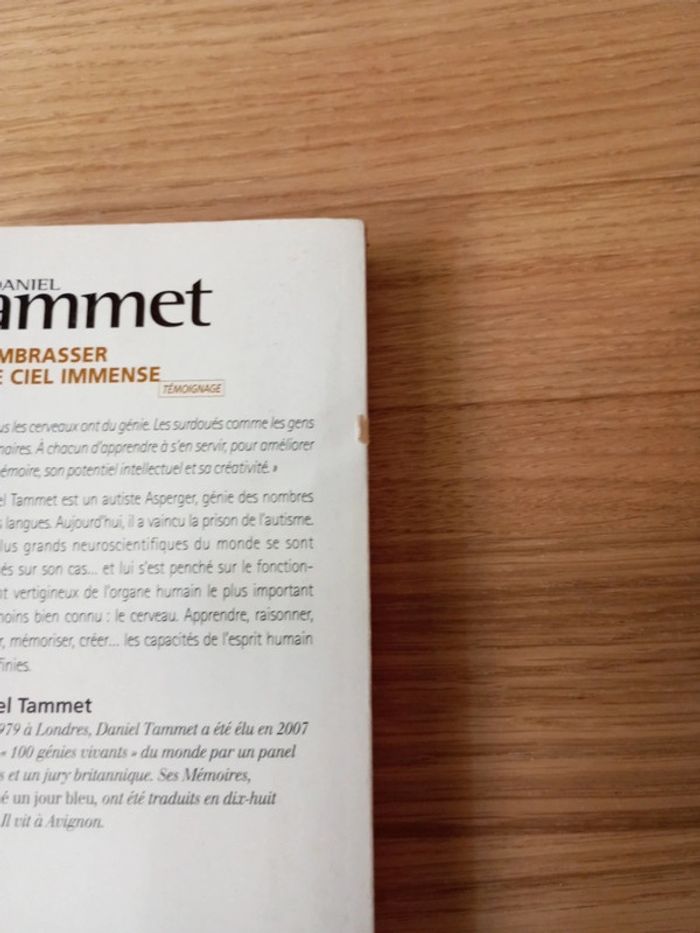 DANIEL
ammet
MBRASSER
E CIEL IMMENSE
TÉMOIGNAGE
us les cerveaux ont du génie. Les surdoués comme les gens
naires. À chacun d'apprendre à s'en servir, pour améliorer
émoire, son potentiel intellectuel et sa créativité. »
el Tammet est un autiste Asperger, génie des nombres
s langues. Aujourd'hui, il a vaincu la prison de l'autisme.
lus grands neuroscientifiques du monde se sont
és sur son cas... et lui s'est penché sur le fonction-
nt vertigineux de l'organe humain le plus important
moins bien connu : le cerveau. Apprendre, raisonner,
r, mémoriser, créer... les capacités de l'esprit humain
finies.
el Tammet
979 à Londres, Daniel Tammet a été élu en 2007
« 100 génies vivants » du monde par un panel
s et un jury britannique. Ses Mémoires,
é un jour bleu, ont été traduits en dix-huit
Il vit à Avignon.